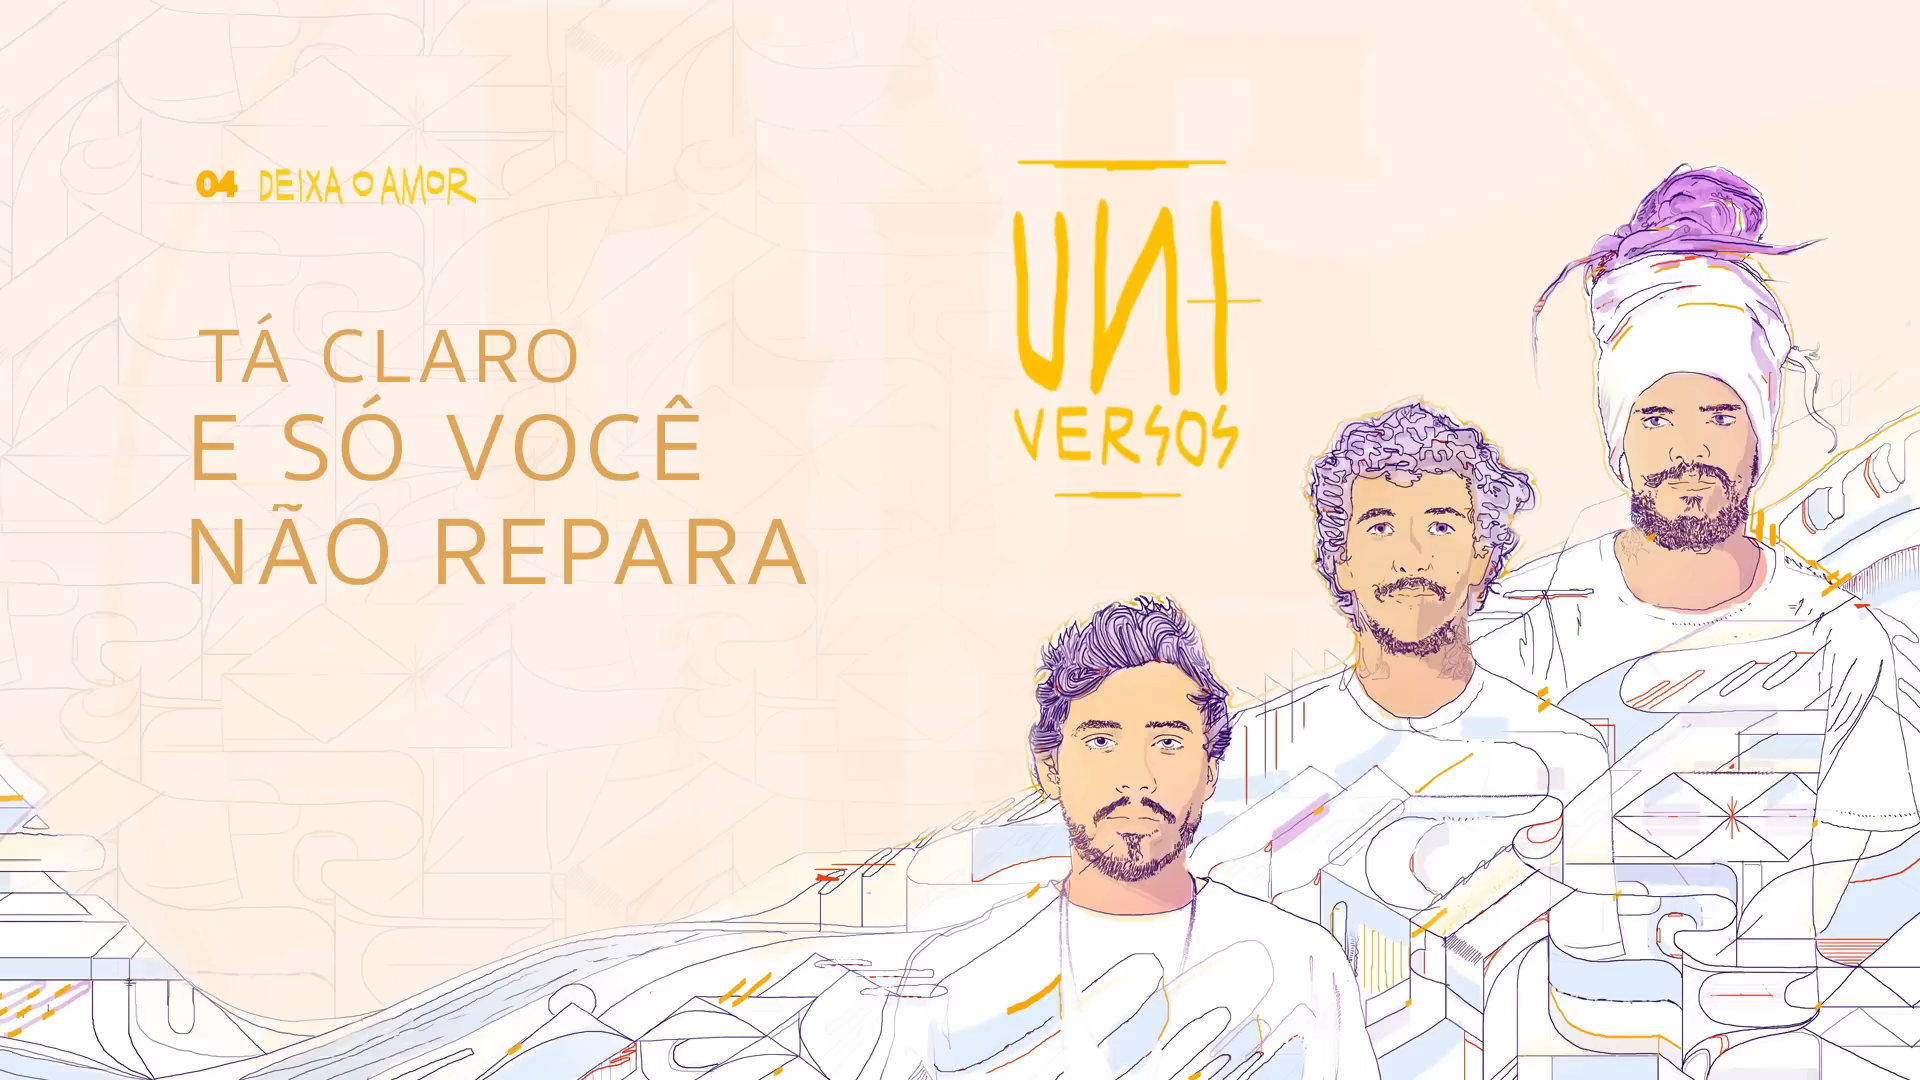 04 DEIXA O AMOR
TÁ CLARO
E SÓ VOCÊ
NÃO REPARA
UNI
VERSOS